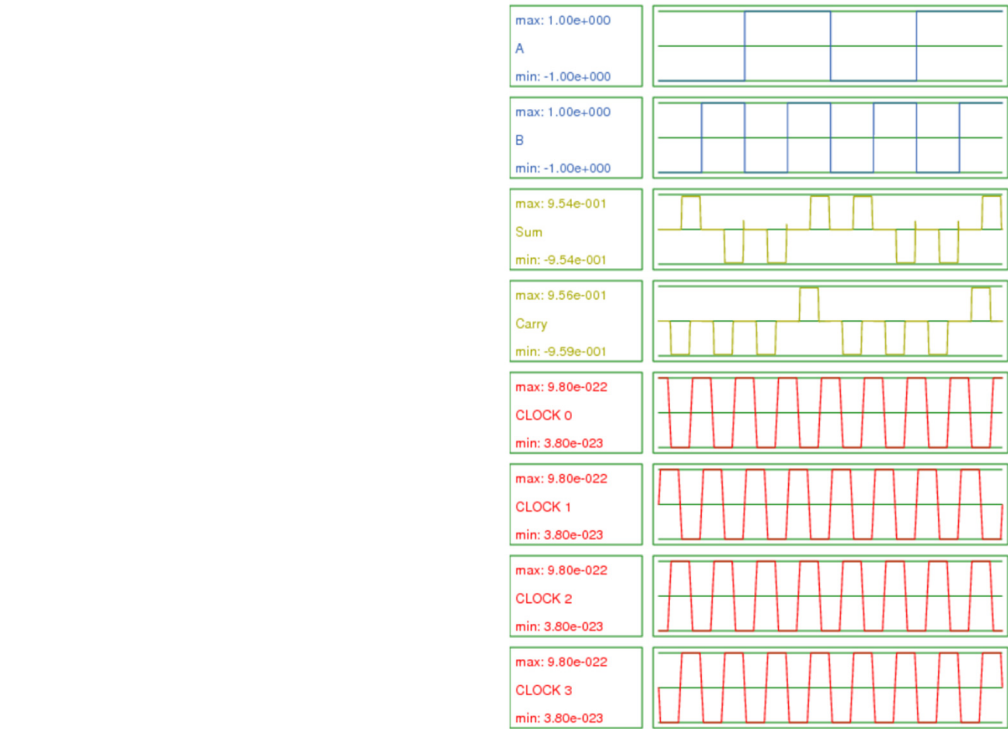 max: 1.00e+000
A
min: -1.00e+000
max: 1.00e+000
B
min: -1.00e+000
max: 9.54e-001
Sum
min: -9.54e-001
max: 9.56e-001
Carry
min: -9.59e-001
max: 9.80e-022
CLOCK 0
min: 3.80e-023
max: 9.80e-022
CLOCK 1
min: 3.80e-023
max: 9.80e-022
CLOCK 2
min: 3.80e-023
max: 9.80e-022
CLOCK 3
min: 3.80e-023